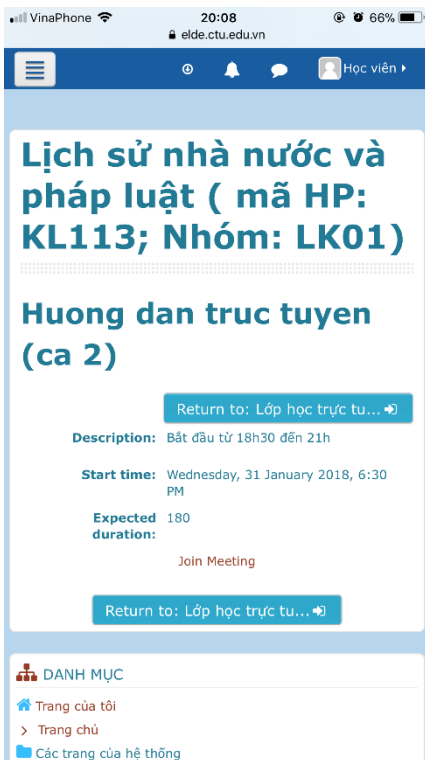 VinaPhone 20:08 66%
elde.ctu.edu.vn
Học viên
Lịch sử nhà nước và
pháp luật ( mã HP:
KL113; Nhóm: LK01)
Huong dan truc tuyen
(ca 2)
Return to: Lớp học trực tu...
Description: Bắt đầu từ 18h30 đến 21h
Start time: Wednesday, 31 January 2018, 6:30
PM
Expected 180
duration:
Join Meeting
Return to: Lớp học trực tu...
DANH MỤC
Trang của tôi
Trang chủ
Các trang của hệ thống